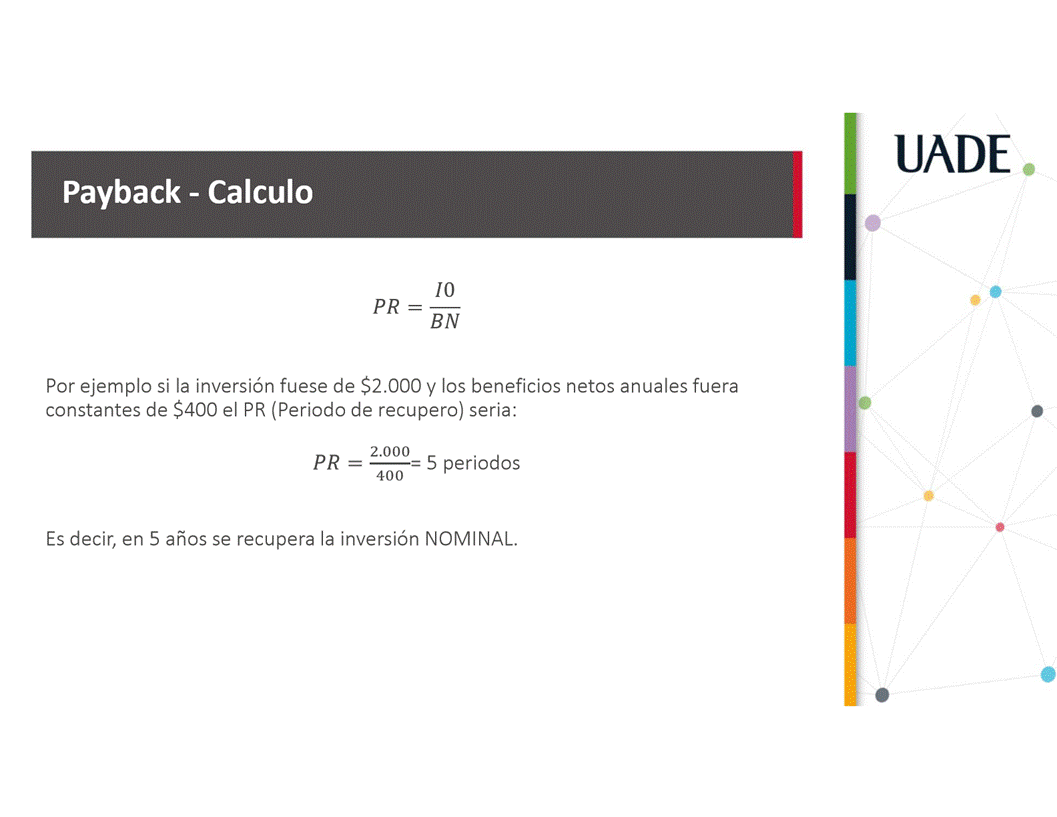 UADE
Payback - Calculo
PR = I0/BN
Por ejemplo si la inversión fuese de $2.000 y los beneficios netos anuales fuera
constantes de $400 el PR (Periodo de recupero) seria:
PR = 2.000/400 = 5 periodos
Es decir, en 5 años se recupera la inversión NOMINAL.